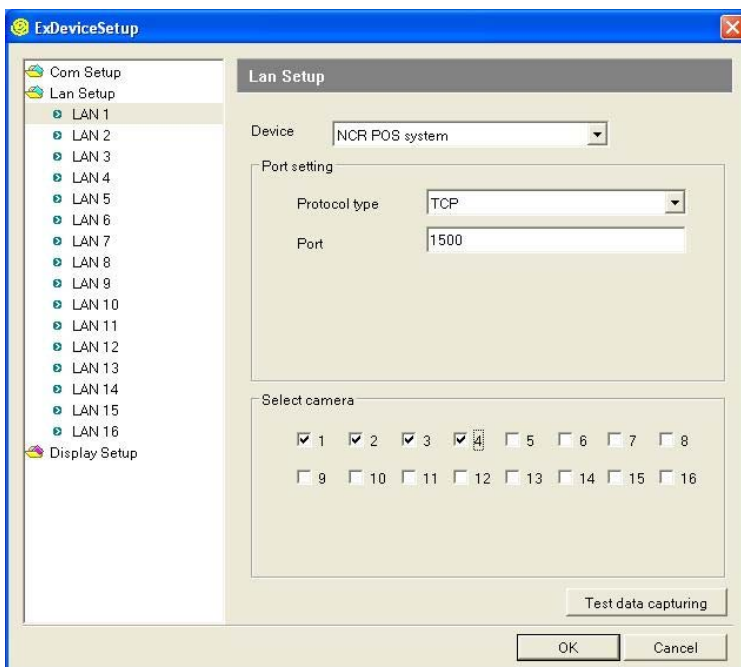 ExDeviceSetup
Com Setup
Lan Setup
LAN 1
LAN 2
LAN 3
LAN 4
LAN 5
LAN 6
LAN 7
LAN 8
LAN 9
LAN 10
LAN 11
LAN 12
LAN 13
LAN 14
LAN 15
LAN 16
Display Setup
Lan Setup
Device NCR POS system
Port setting
Protocol type TCP
Port 1500
Select camera
1 2 3 4 5 6 7 8
9 10 11 12 13 14 15 16
Test data capturing
OK Cancel